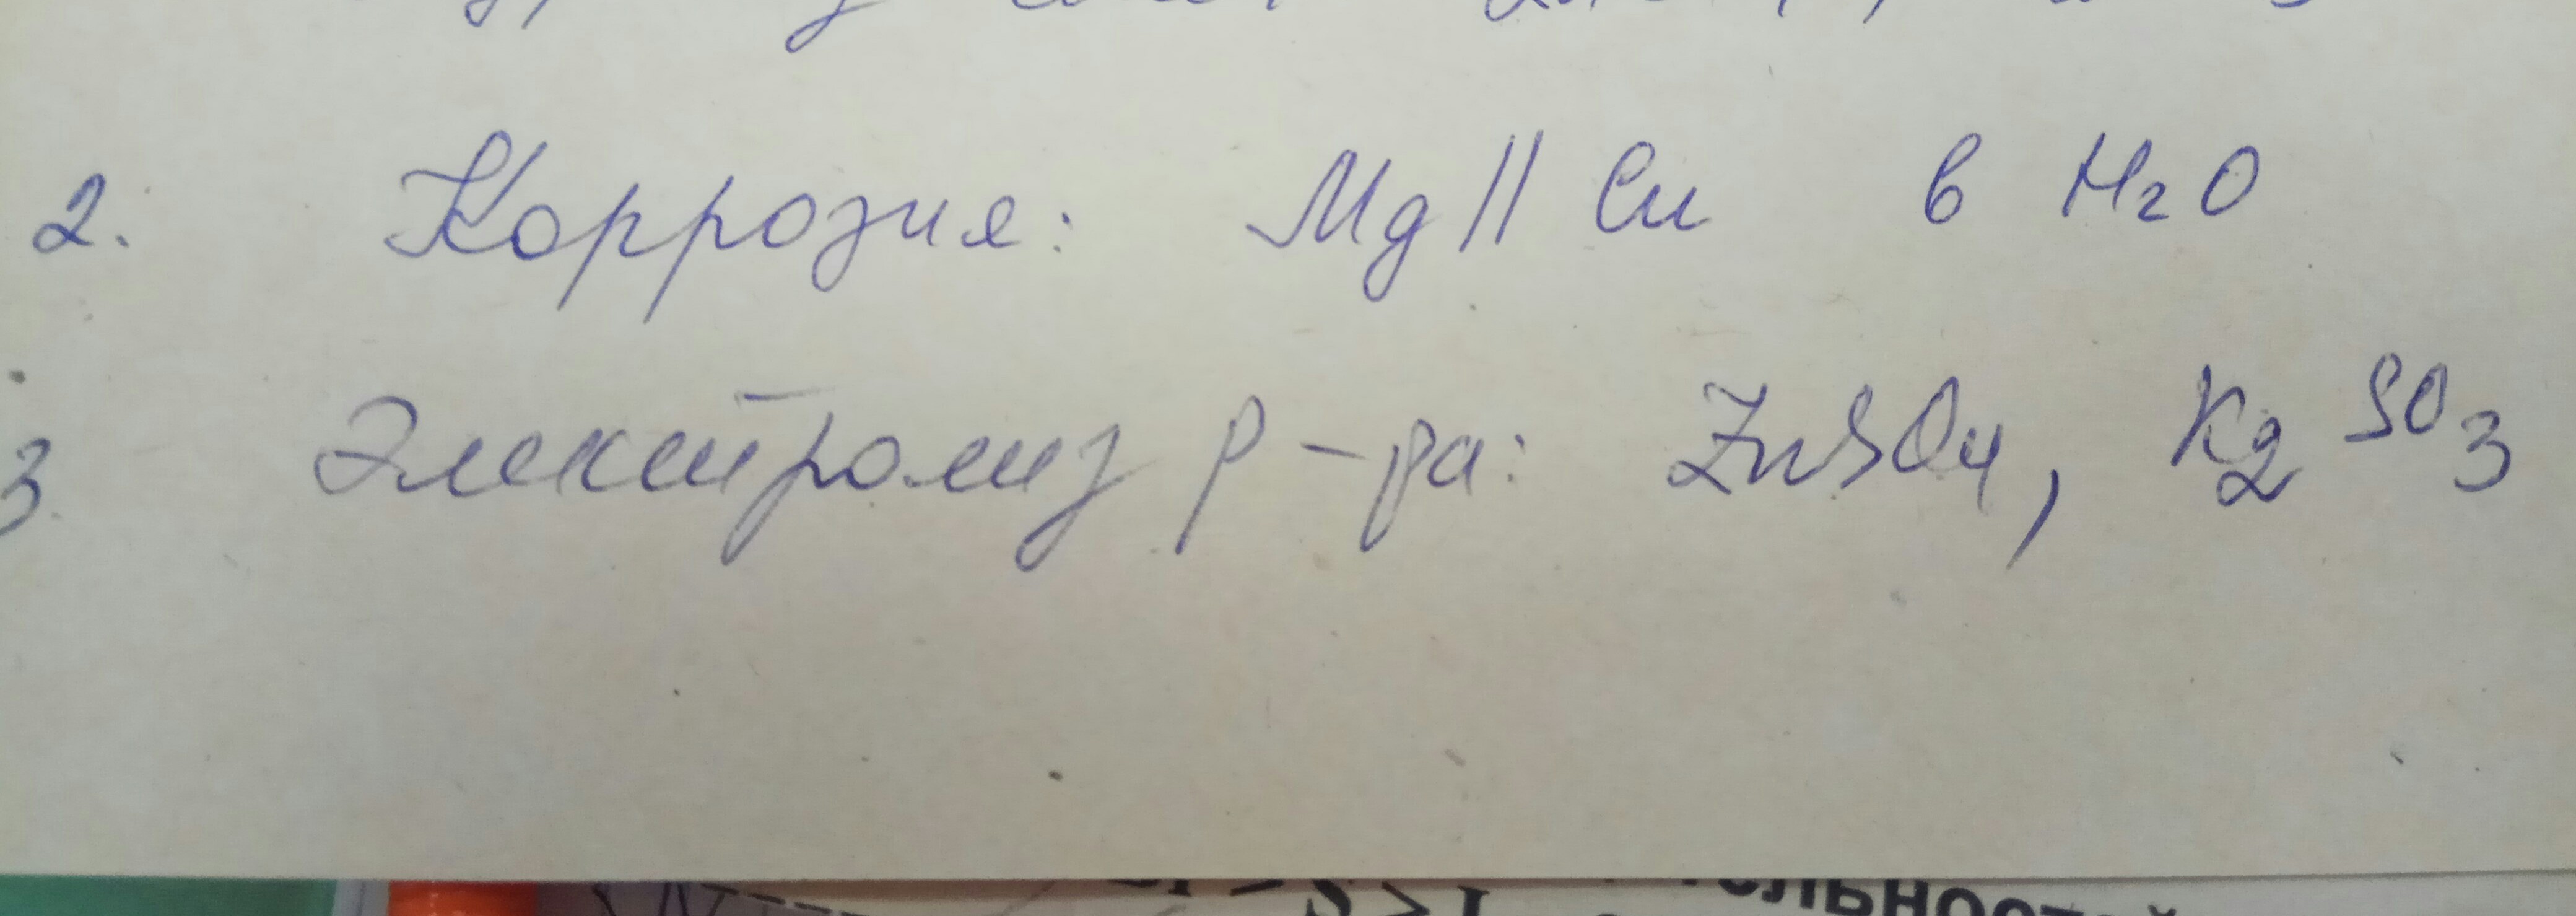 2. Коррозия: Mg || Cu в H₂O
3. Электролиз р-ра: ZnSO₄, K₂SO₃